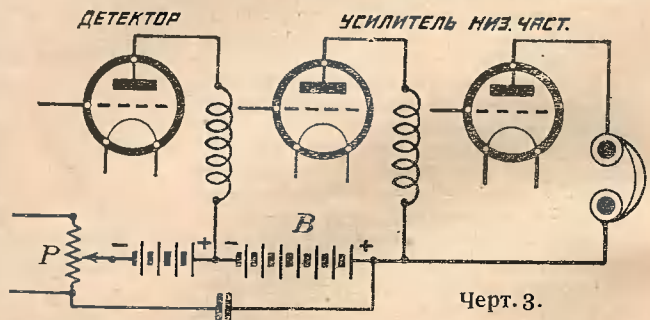 ДЕТЕКТОР
УСИЛИТЕЛЬ НИЗ. ЧАСТ.
B
P
- + - +
Черт. 3.